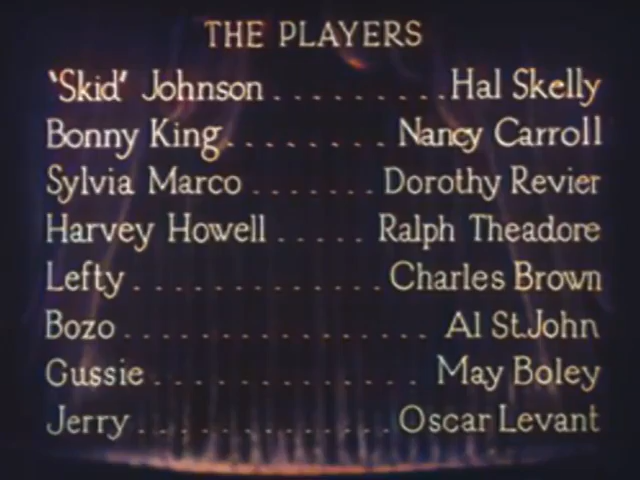 THE PLAYERS
'Skid' Johnson . . . . . . . . . . Hal Skelly
Bonny King . . . . . . . . Nancy Carroll
Sylvia Marco . . . . . . . Dorothy Revier
Harvey Howell . . . . . Ralph Theadore
Lefty . . . . . . . . . . . . . Charles Brown
Bozo . . . . . . . . . . . . . . . . Al St.John
Gussie . . . . . . . . . . . . . May Boley
Jerry . . . . . . . . . . . . . Oscar Levant